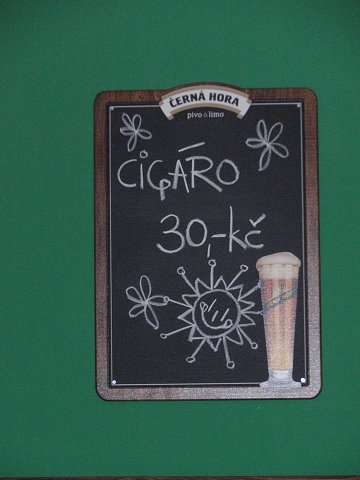 ČERNÁ HORA
pivo & limo
CIGÁRO
30,-kč